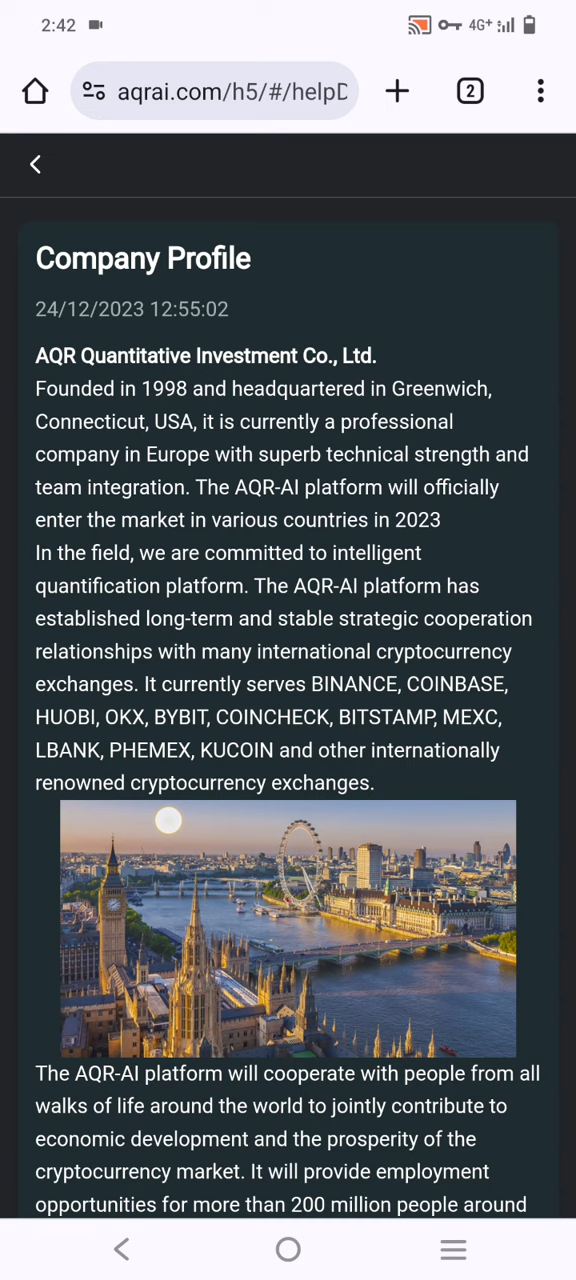 2:42
4G+
aqrai.com/h5/#/helpD
2
Company Profile
24/12/2023 12:55:02
AQR Quantitative Investment Co., Ltd.
Founded in 1998 and headquartered in Greenwich,
Connecticut, USA, it is currently a professional
company in Europe with superb technical strength and
team integration. The AQR-AI platform will officially
enter the market in various countries in 2023
In the field, we are committed to intelligent
quantification platform. The AQR-AI platform has
established long-term and stable strategic cooperation
relationships with many international cryptocurrency
exchanges. It currently serves BINANCE, COINBASE,
HUOBI, OKX, BYBIT, COINCHECK, BITSTAMP, MEXC,
LBANK, PHEMEX, KUCOIN and other internationally
renowned cryptocurrency exchanges.
The AQR-AI platform will cooperate with people from all
walks of life around the world to jointly contribute to
economic development and the prosperity of the
cryptocurrency market. It will provide employment
opportunities for more than 200 million people around